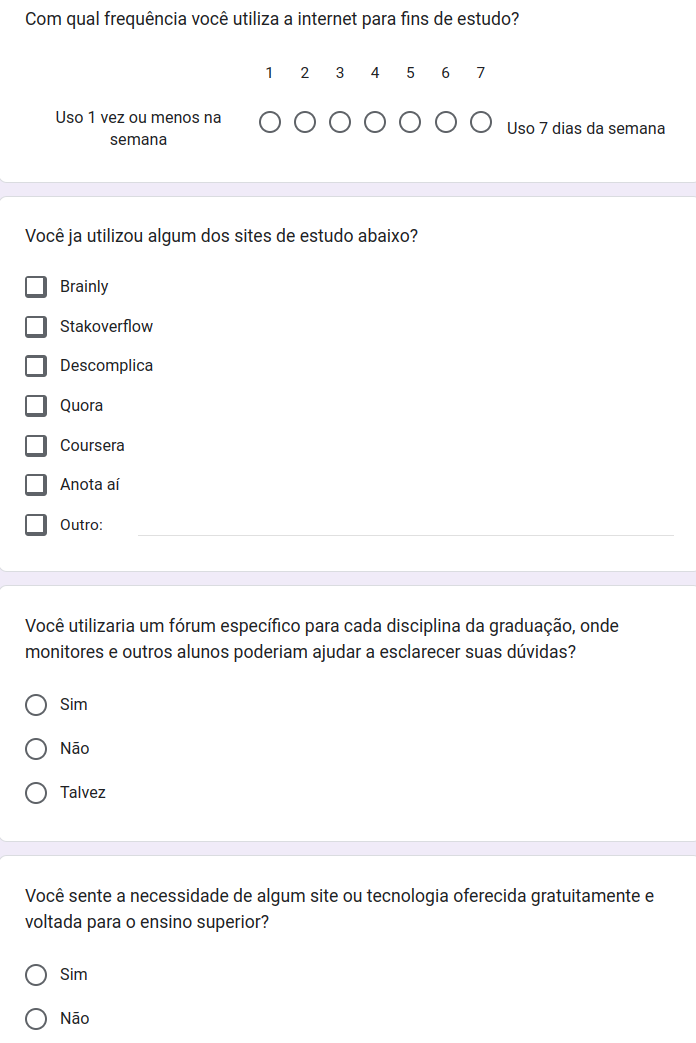 Com qual frequência você utiliza a internet para fins de estudo?
1 2 3 4 5 6 7
Uso 1 vez ou menos na
semana
Uso 7 dias da semana
Você ja utilizou algum dos sites de estudo abaixo?
Brainly
Stakoverflow
Descomplica
Quora
Coursera
Anota aí
Outro:
Você utilizaria um fórum específico para cada disciplina da graduação, onde
monitores e outros alunos poderiam ajudar a esclarecer suas dúvidas?
Sim
Não
Talvez
Você sente a necessidade de algum site ou tecnologia oferecida gratuitamente e
voltada para o ensino superior?
Sim
Não